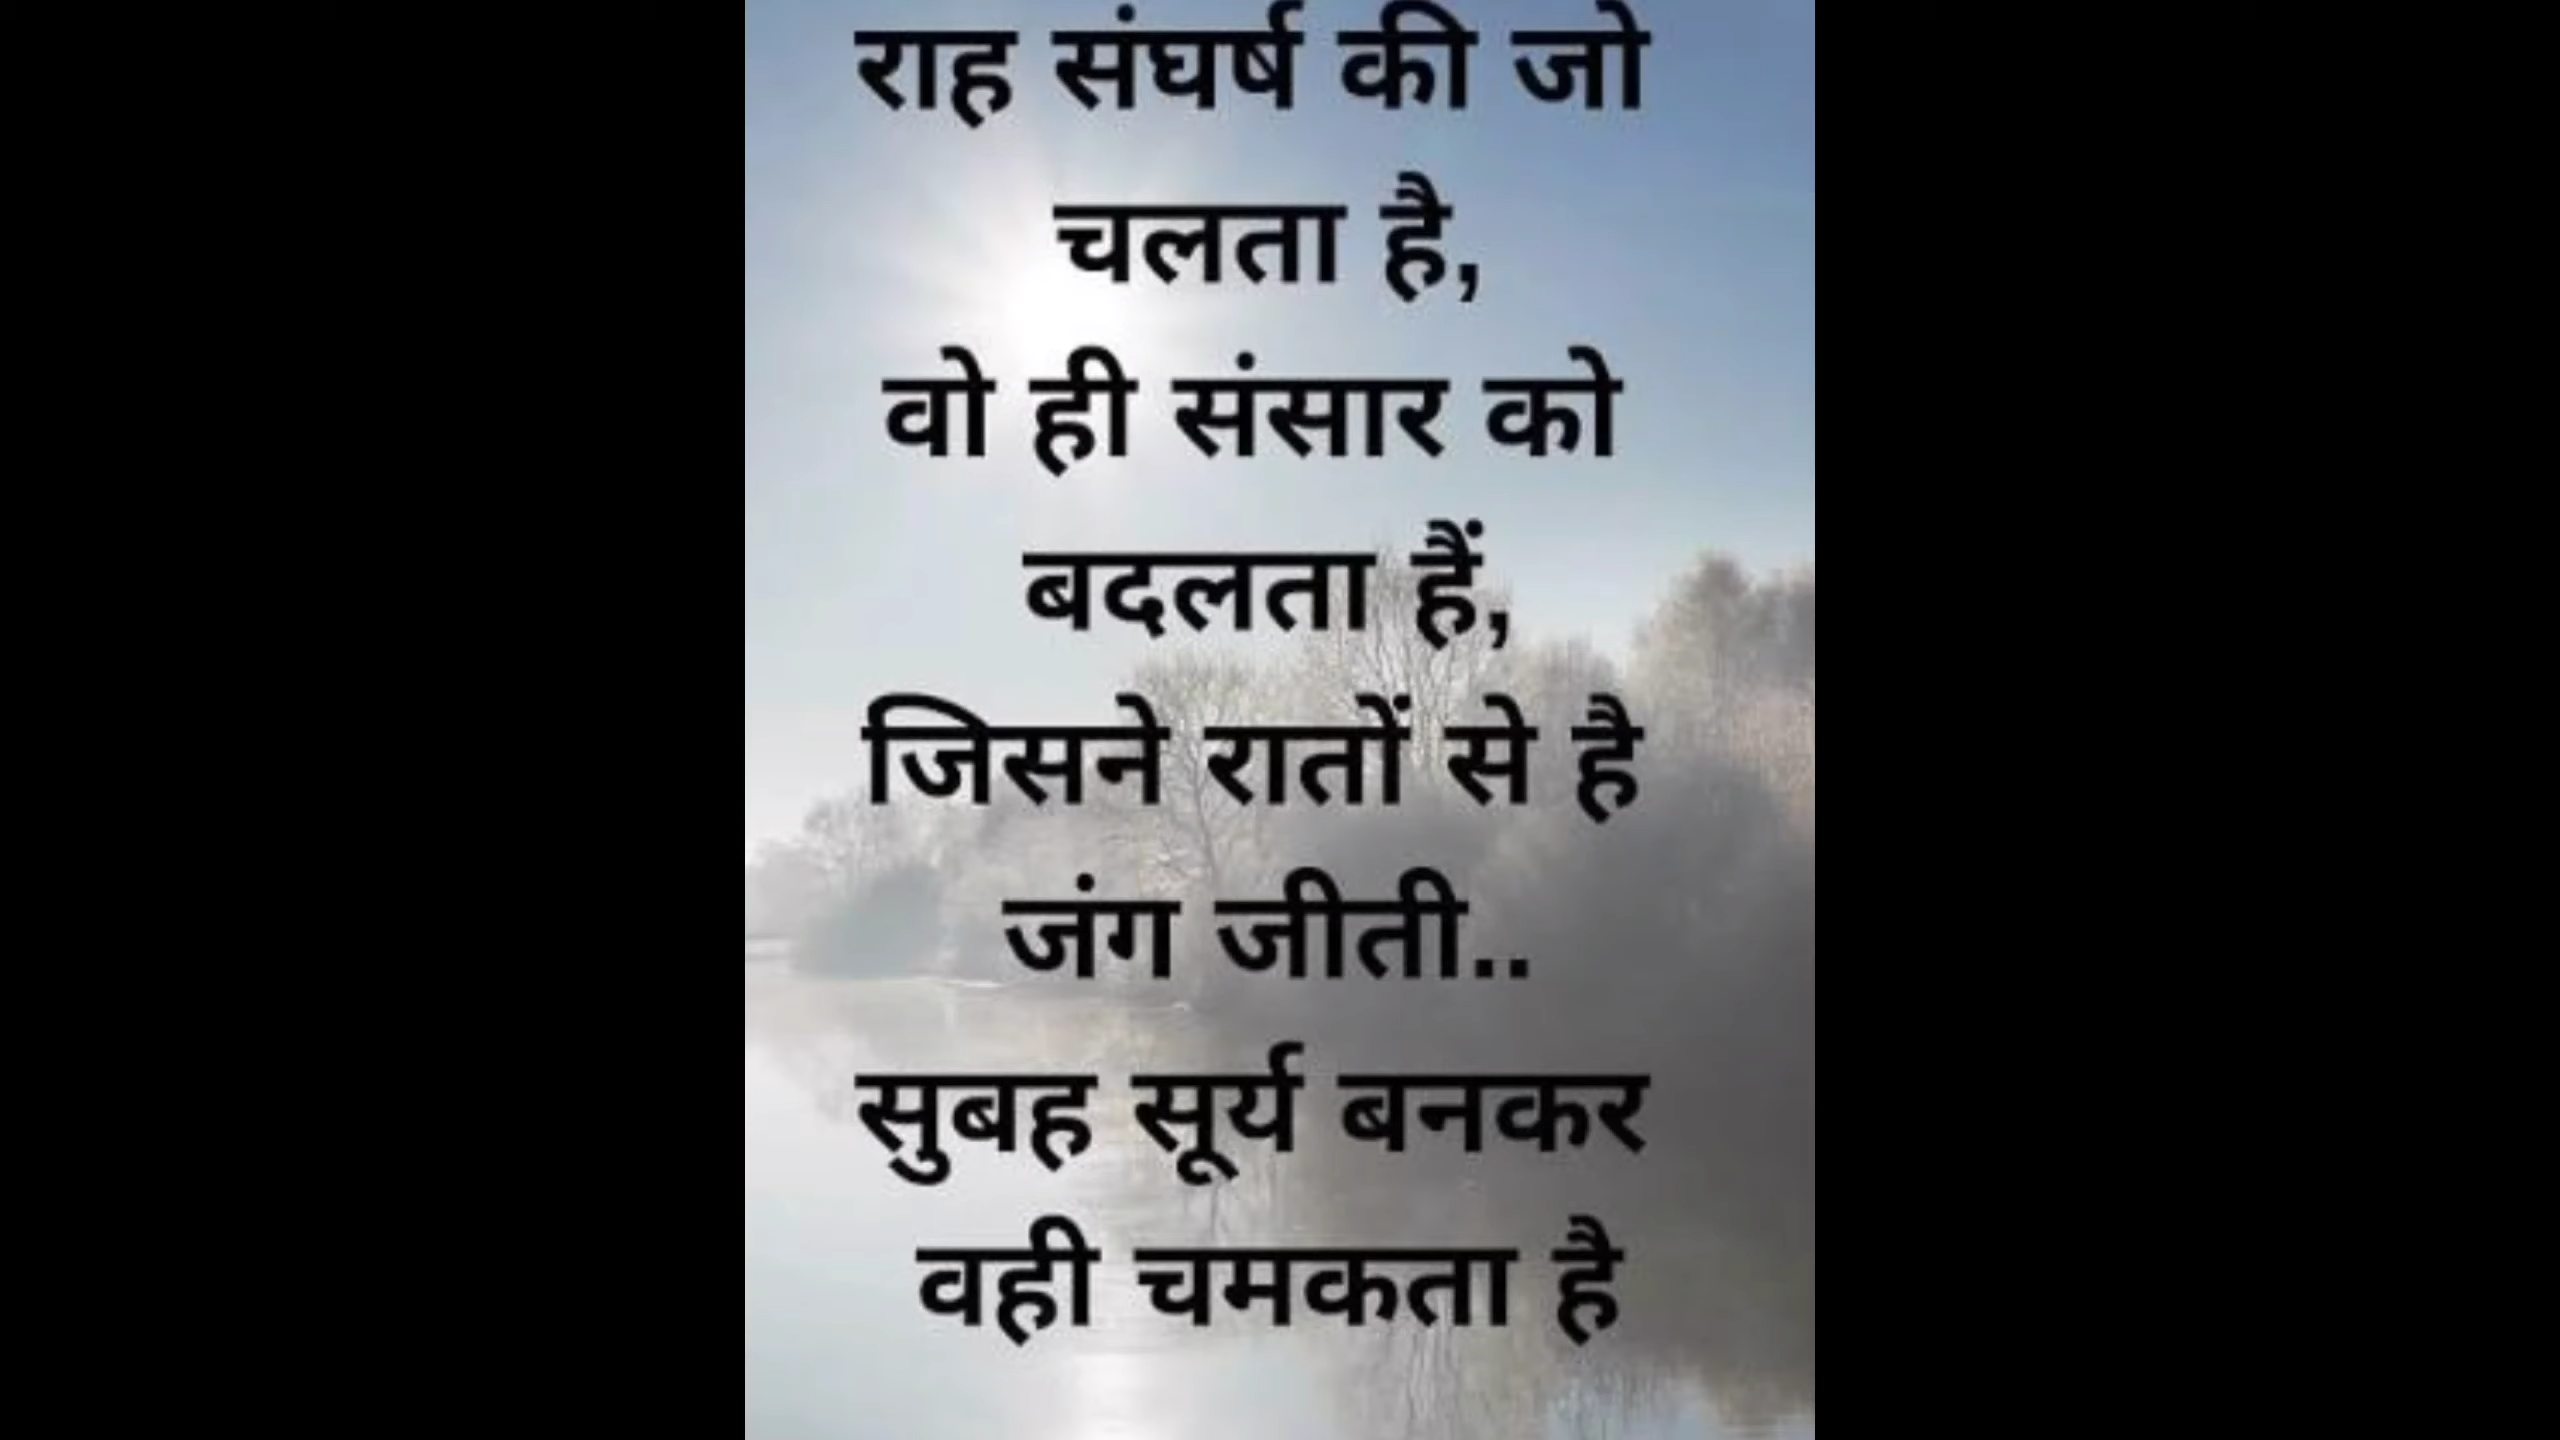 राह संघर्ष की जो
चलता है,
वो ही संसार को
बदलता हैं,
जिसने रातों से है
जंग जीती..
सुबह सूर्य बनकर
वही चमकता है